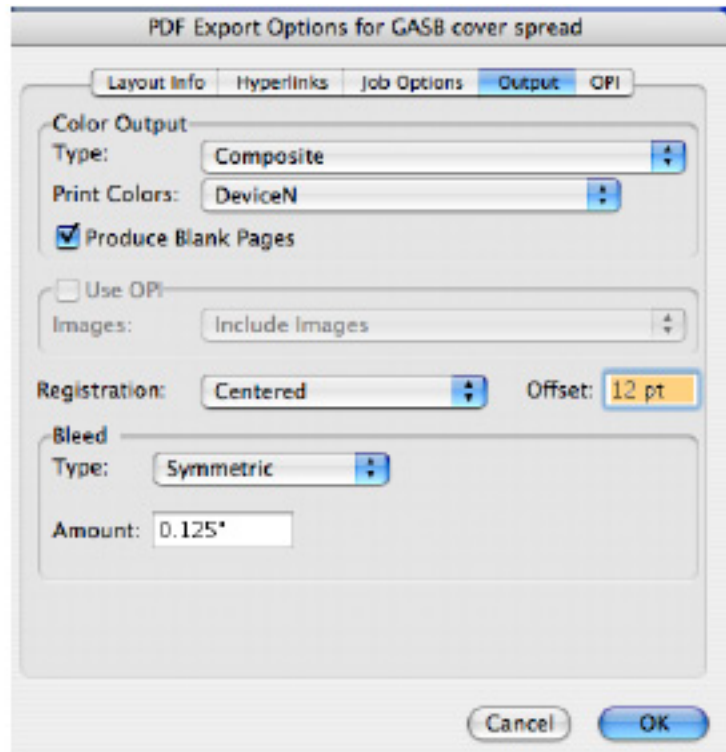 PDF Export Options for GASB cover spread
Layout Info Hyperlinks Job Options Output OPI
Color Output
Type: Composite
Print Colors: DeviceN
Produce Blank Pages
Use OPI
Images: Include Images
Registration: Centered Offset: 12 pt
Bleed
Type: Symmetric
Amount: 0.125"
Cancel OK